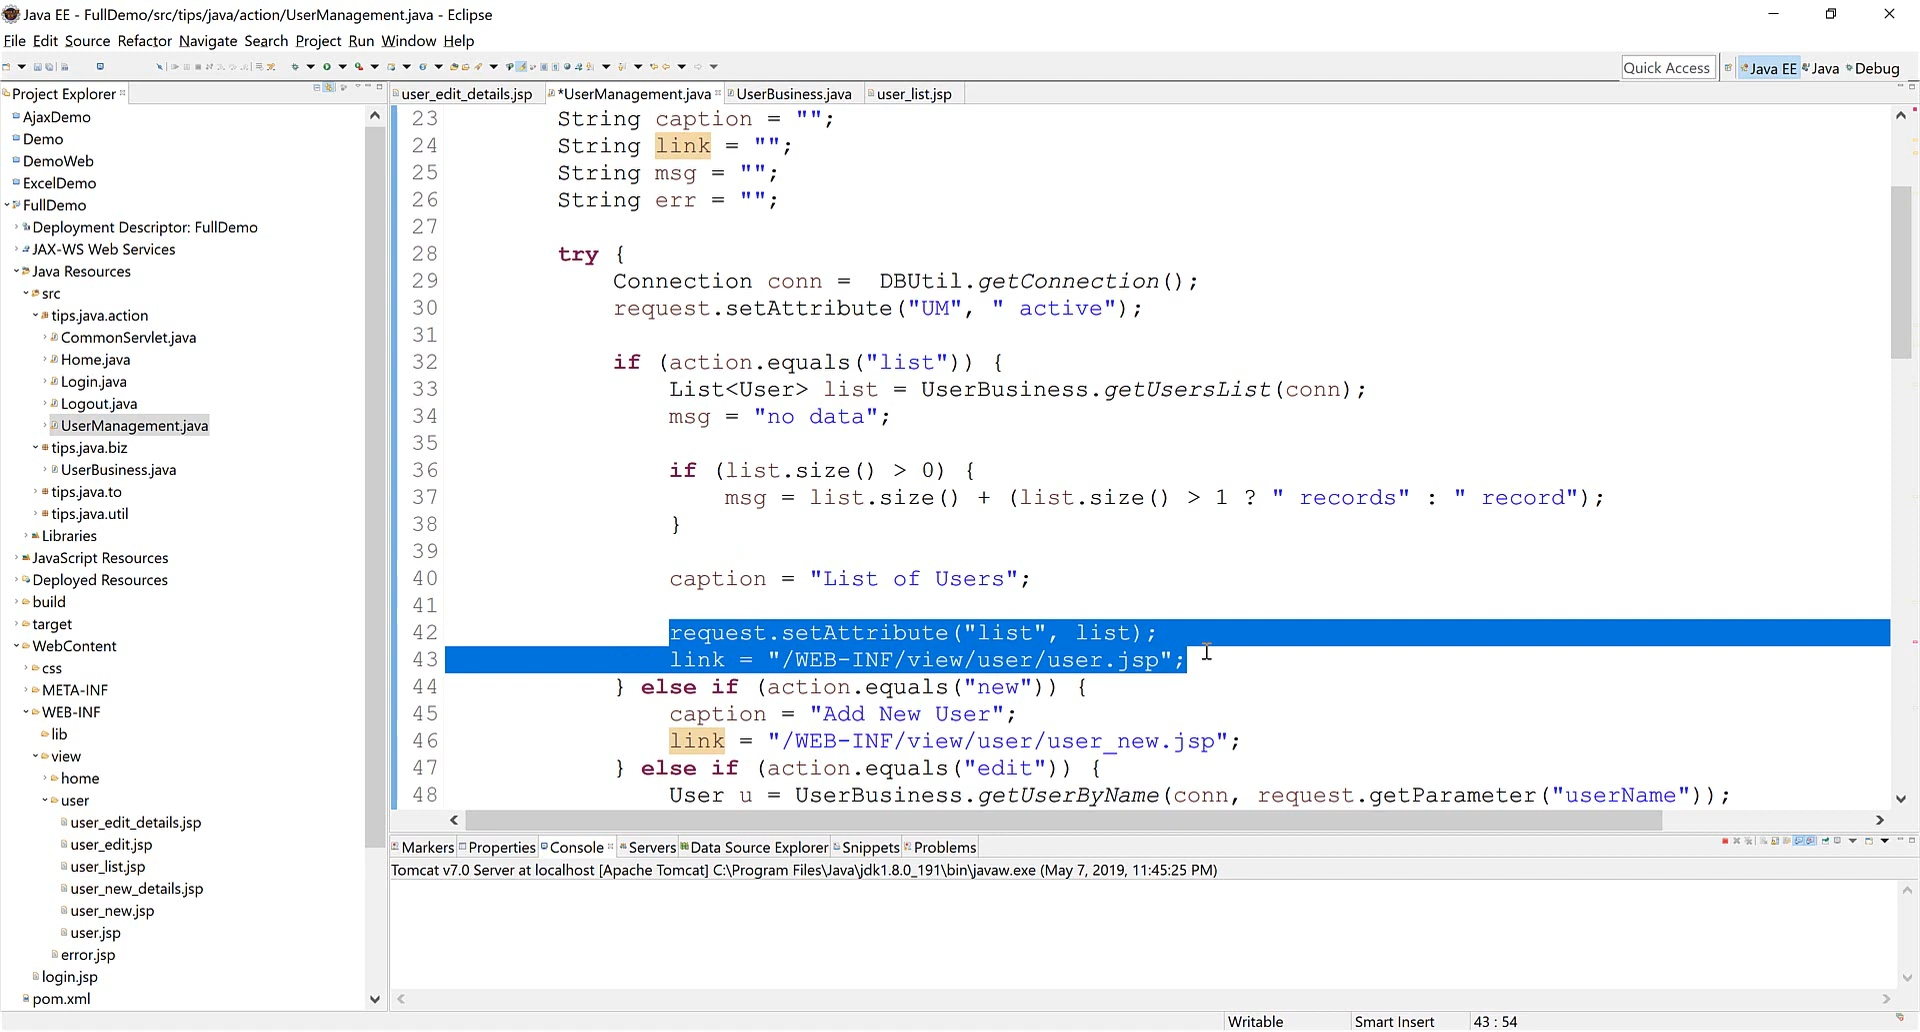 Java EE - FullDemo/src/tips/java/action/UserManagement.java - Eclipse
File Edit Source Refactor Navigate Search Project Run Window Help
Quick Access
Java EE
Java
Debug
Project Explorer
AjaxDemo
Demo
DemoWeb
ExcelDemo
FullDemo
Deployment Descriptor: FullDemo
JAX-WS Web Services
Java Resources
src
tips.java.action
CommonServlet.java
Home.java
Login.java
Logout.java
UserManagement.java
tips.java.biz
UserBusiness.java
tips.java.to
tips.java.util
Libraries
JavaScript Resources
Deployed Resources
build
target
WebContent
css
META-INF
WEB-INF
lib
view
home
user
user_edit_details.jsp
user_edit.jsp
user_list.jsp
user_new_details.jsp
user_new.jsp
user.jsp
error.jsp
login.jsp
pom.xml
user_edit_details.jsp
*UserManagement.java
UserBusiness.java
user_list.jsp
23 String caption = "";
24 String link = "";
25 String msg = "";
26 String err = "";
27
28 try {
29 Connection conn = DBUtil.getConnection();
30 request.setAttribute("UM", " active");
31
32 if (action.equals("list")) {
33 List<User> list = UserBusiness.getUsersList(conn);
34 msg = "no data";
35
36 if (list.size() > 0) {
37 msg = list.size() + (list.size() > 1 ? " records" : " record");
38 }
39
40 caption = "List of Users";
41
42 request.setAttribute("list", list);
43 link = "/WEB-INF/view/user/user.jsp";
44 } else if (action.equals("new")) {
45 caption = "Add New User";
46 link = "/WEB-INF/view/user/user_new.jsp";
47 } else if (action.equals("edit")) {
48 User u = UserBusiness.getUserByName(conn, request.getParameter("userName"));
Markers
Properties
Console
Servers
Data Source Explorer
Snippets
Problems
Tomcat v7.0 Server at localhost [Apache Tomcat] C:\Program Files\Java\jdk1.8.0_191\bin\javaw.exe (May 7, 2019, 11:45:25 PM)
Writable
Smart Insert
43 : 54